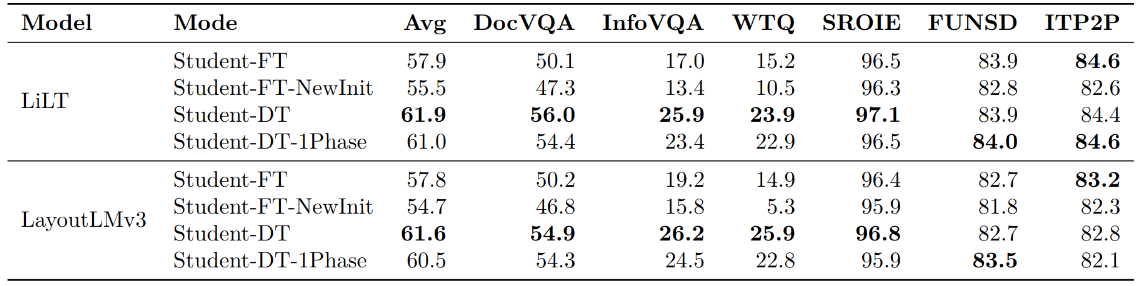 Model Mode Avg DocVQA InfoVQA WTQ SROIE FUNSD ITP2P
LiLT
Student-FT 57.9 50.1 17.0 15.2 96.5 83.9 84.6
Student-FT-NewInit 55.5 47.3 13.4 10.5 96.3 82.8 82.6
Student-DT 61.9 56.0 25.9 23.9 97.1 83.9 84.4
Student-DT-1Phase 61.0 54.4 23.4 22.9 96.5 84.0 84.6
LayoutLMv3
Student-FT 57.8 50.2 19.2 14.9 96.4 82.7 83.2
Student-FT-NewInit 54.7 46.8 15.8 5.3 95.9 81.8 82.3
Student-DT 61.6 54.9 26.2 25.9 96.8 82.7 82.8
Student-DT-1Phase 60.5 54.3 24.5 22.8 95.9 83.5 82.1